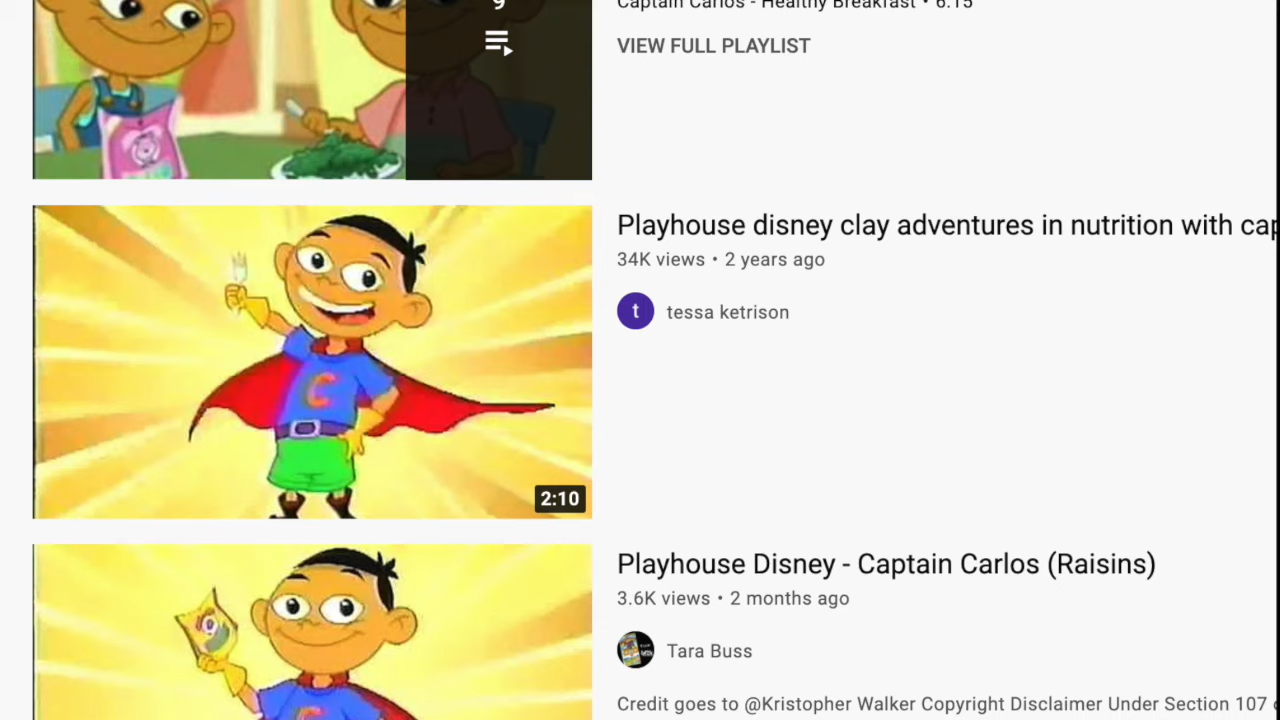 9
Captain Carlos - Healthy Breakfast • 6:15
VIEW FULL PLAYLIST
Playhouse disney clay adventures in nutrition with cap
34K views • 2 years ago
t
tessa ketrison
C
2:10
Playhouse Disney - Captain Carlos (Raisins)
3.6K views • 2 months ago
Tara Buss
Credit goes to @Kristopher Walker Copyright Disclaimer Under Section 107